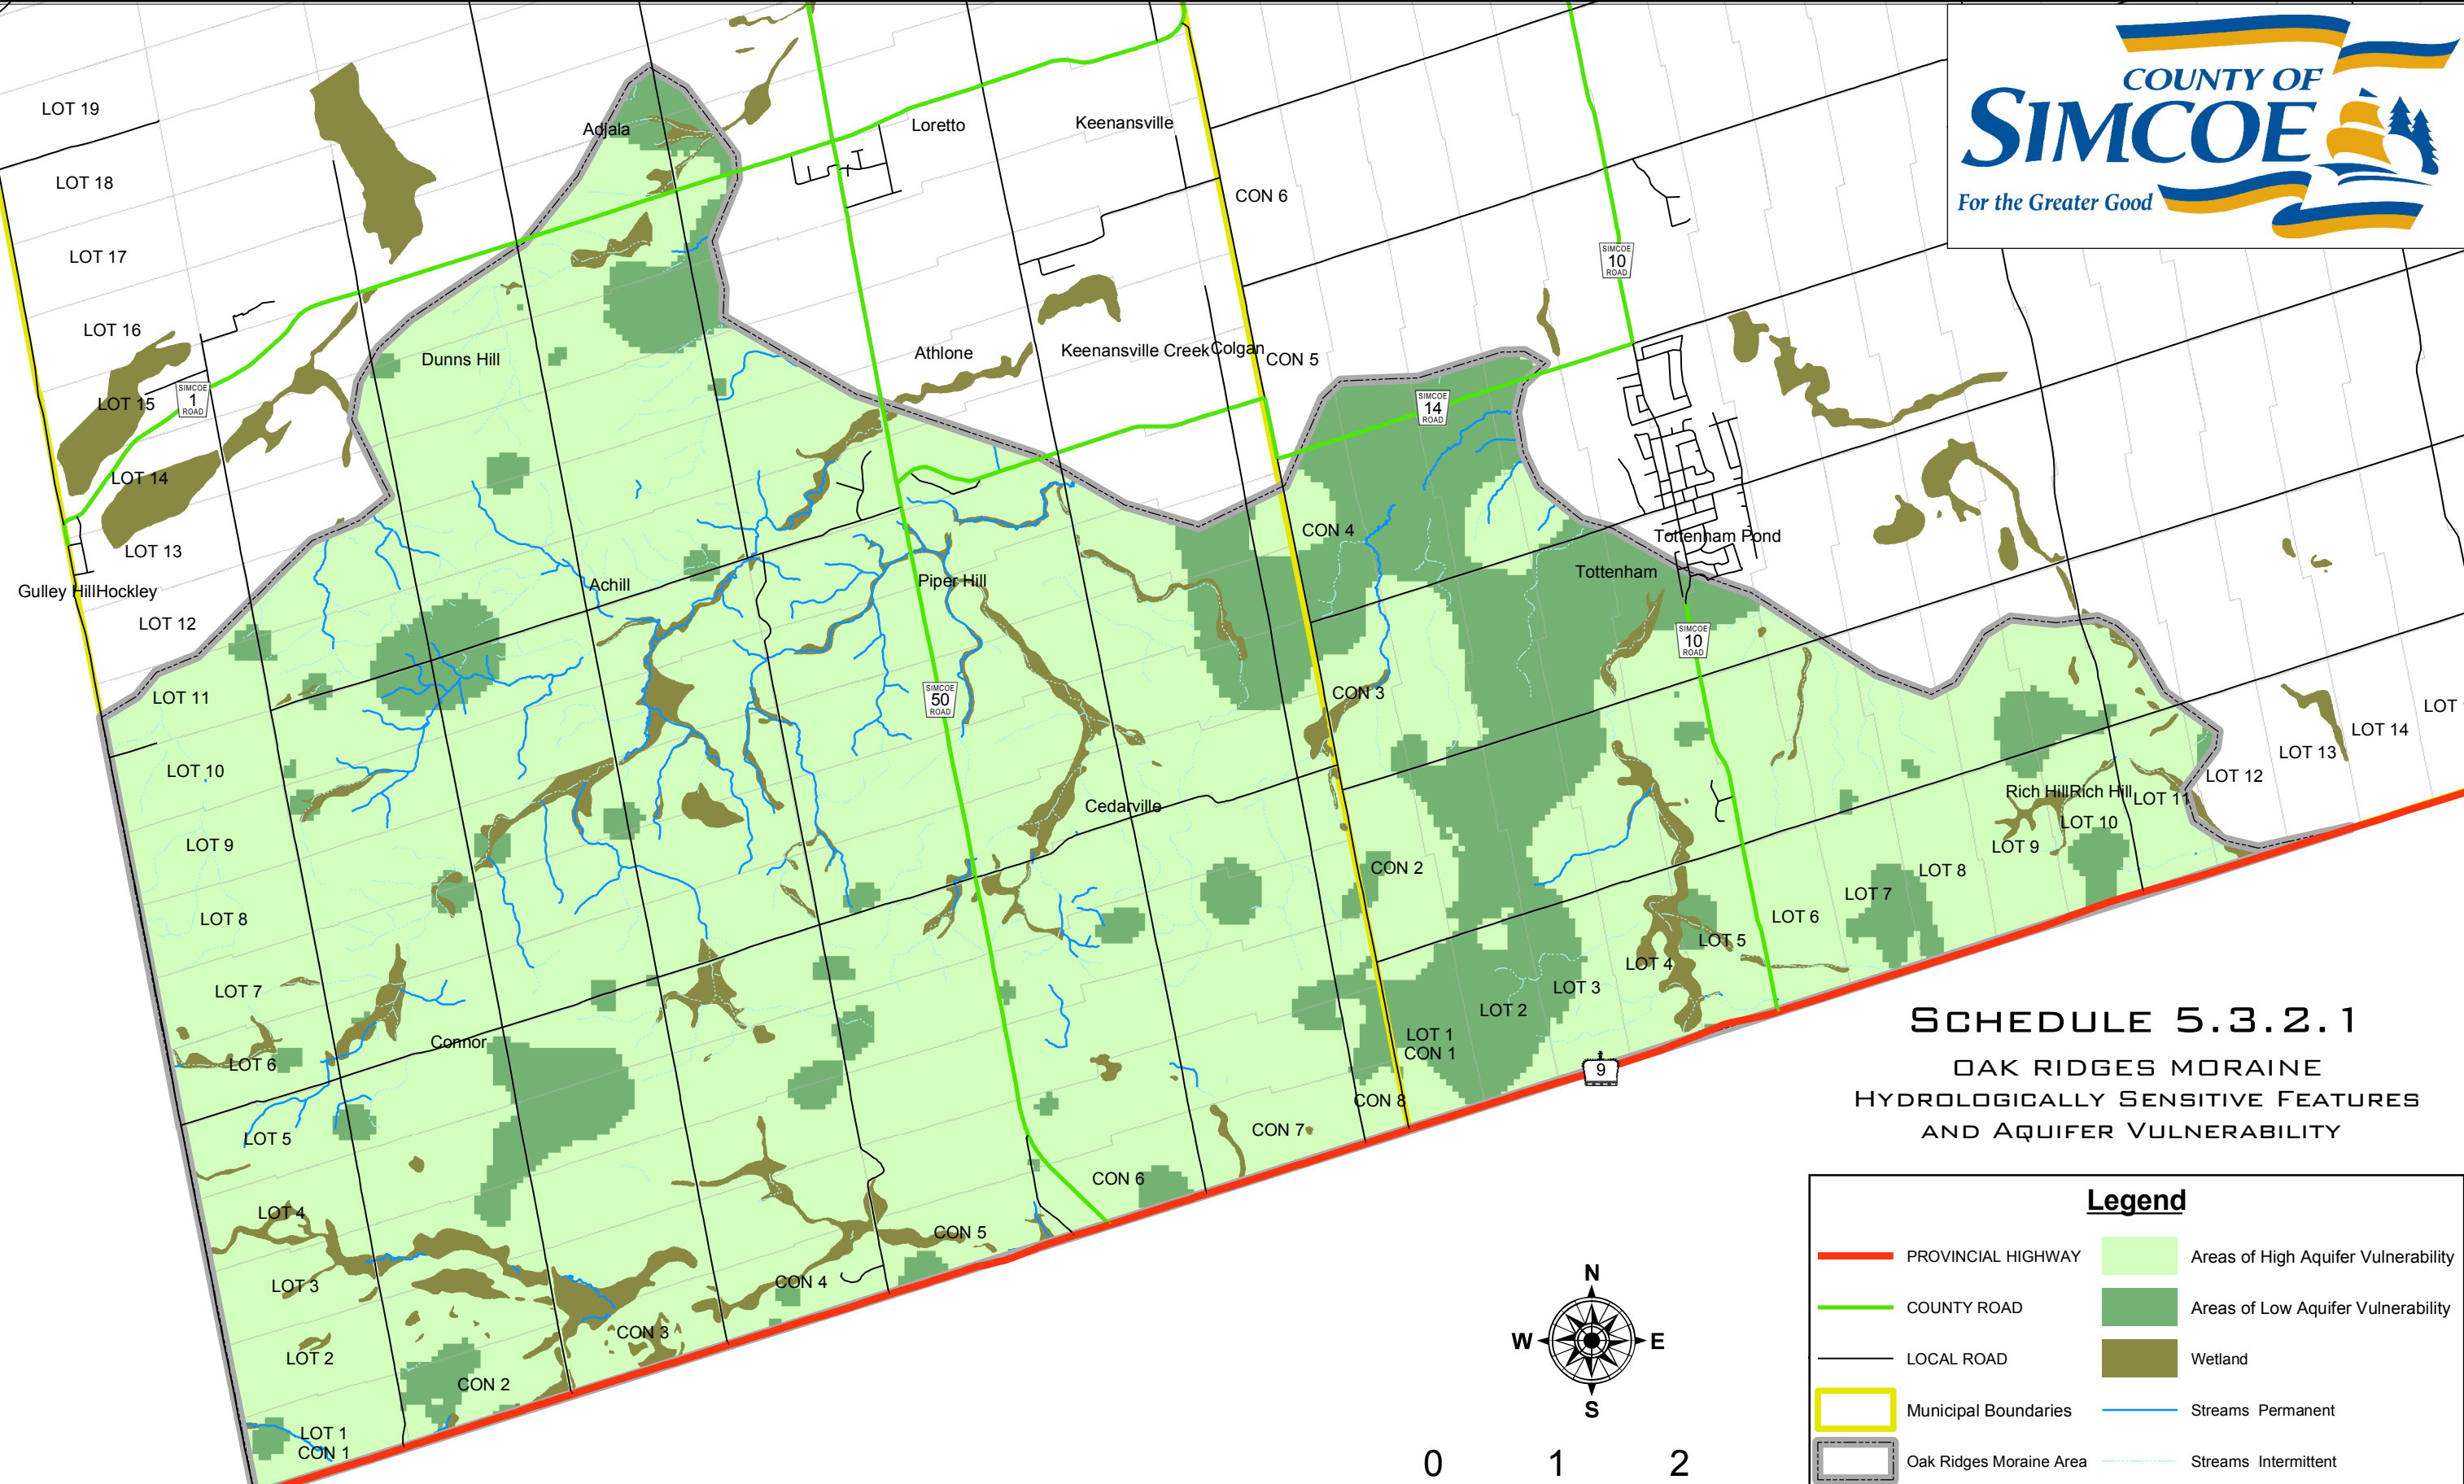 COUNTY OF
SIMCOE
For the Greater Good
LOT 19
LOT 18
LOT 17
LOT 16
LOT 15
LOT 14
LOT 13
Gulley Hill Hockley
LOT 12
LOT 11
LOT 10
LOT 9
LOT 8
LOT 7
LOT 6
LOT 5
LOT 4
LOT 3
LOT 2
LOT 1
CON 1
SIMCOE
1
ROAD
Adjala
Loretto
Keenansville
CON 6
SIMCOE
10
ROAD
Dunns Hill
Athlone
Keenansville Creek
Colgan
CON 5
SIMCOE
14
ROAD
CON 4
Tottenham Pond
Tottenham
Achill
Piper Hill
SIMCOE
10
ROAD
SIMCOE
50
ROAD
CON 3
Cedarville
CON 2
Connor
LOT 1
CON 1
LOT 2
LOT 3
LOT 4
LOT 5
LOT 6
LOT 7
LOT 8
LOT 9
LOT 10
Rich Hill Rich Hill
LOT 11
LOT 12
LOT 13
LOT 14
LOT
9
CON 8
CON 7
CON 6
CON 5
CON 4
CON 3
CON 2
SCHEDULE 5.3.2.1
OAK RIDGES MORAINE
HYDROLOGICALLY SENSITIVE FEATURES
AND AQUIFER VULNERABILITY
Legend
PROVINCIAL HIGHWAY
COUNTY ROAD
LOCAL ROAD
Municipal Boundaries
Oak Ridges Moraine Area
Areas of High Aquifer Vulnerability
Areas of Low Aquifer Vulnerability
Wetland
Streams Permanent
Streams Intermittent
N
W
E
S
0 1 2